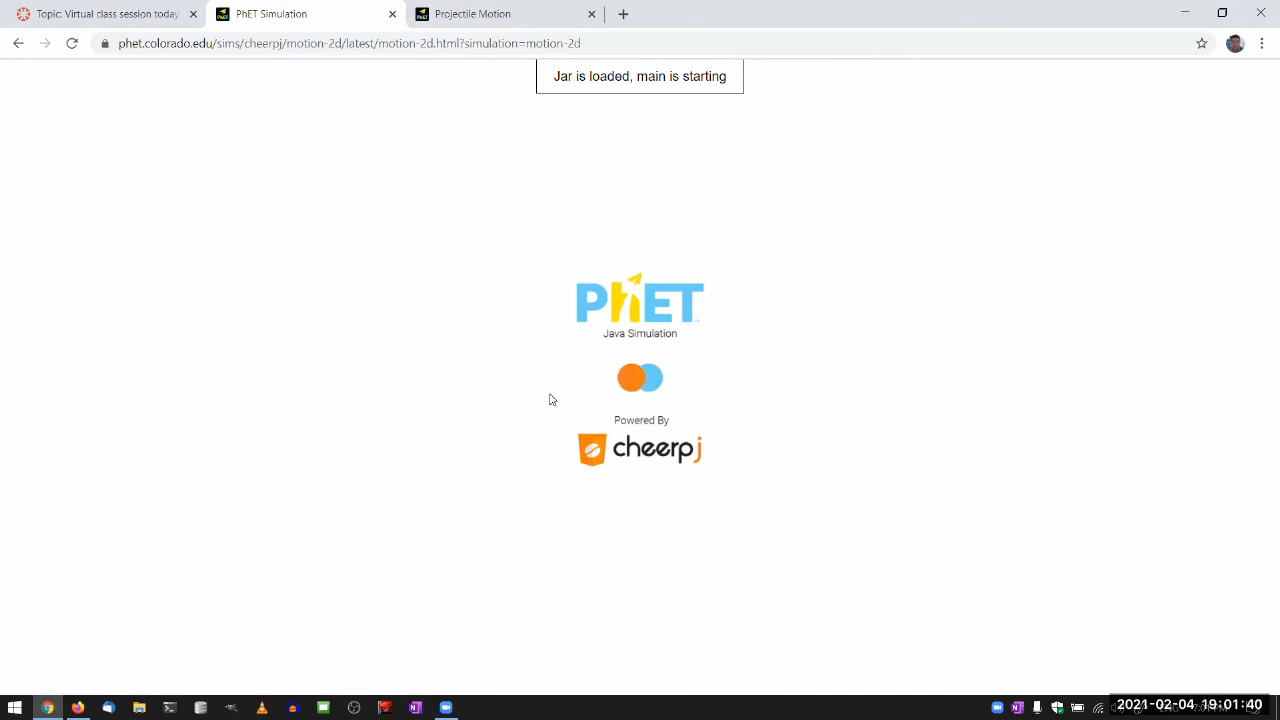 Topic: Virtual class session today
PhET Simulation
Projectile Motion
phet.colorado.edu/sims/cheerpj/motion-2d/latest/motion-2d.html?simulation=motion-2d
Jar is loaded, main is starting
PhET
Java Simulation
Powered By
cheerpj
2021-02-04 19:01:40